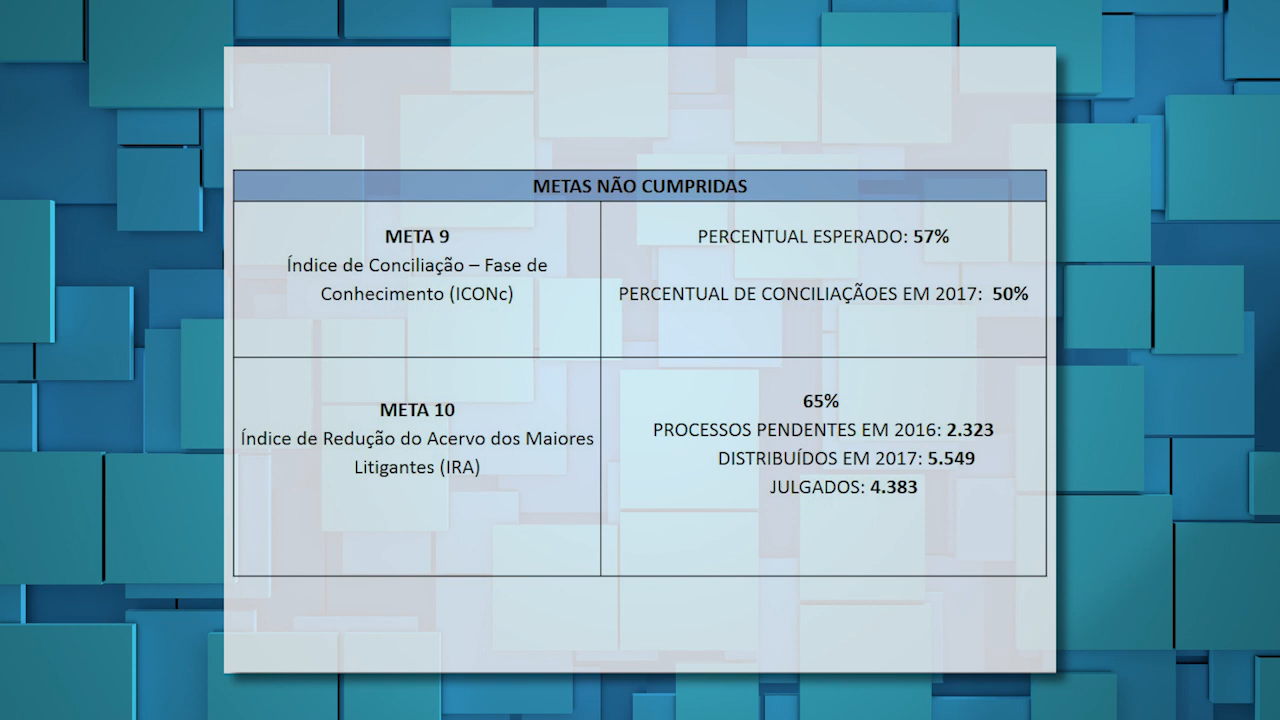 METAS NÃO CUMPRIDAS
META 9
Índice de Conciliação – Fase de
Conhecimento (ICONc)
PERCENTUAL ESPERADO: 57%
PERCENTUAL DE CONCILIAÇÃOES EM 2017: 50%
META 10
Índice de Redução do Acervo dos Maiores
Litigantes (IRA)
65%
PROCESSOS PENDENTES EM 2016: 2.323
DISTRIBUÍDOS EM 2017: 5.549
JULGADOS: 4.383